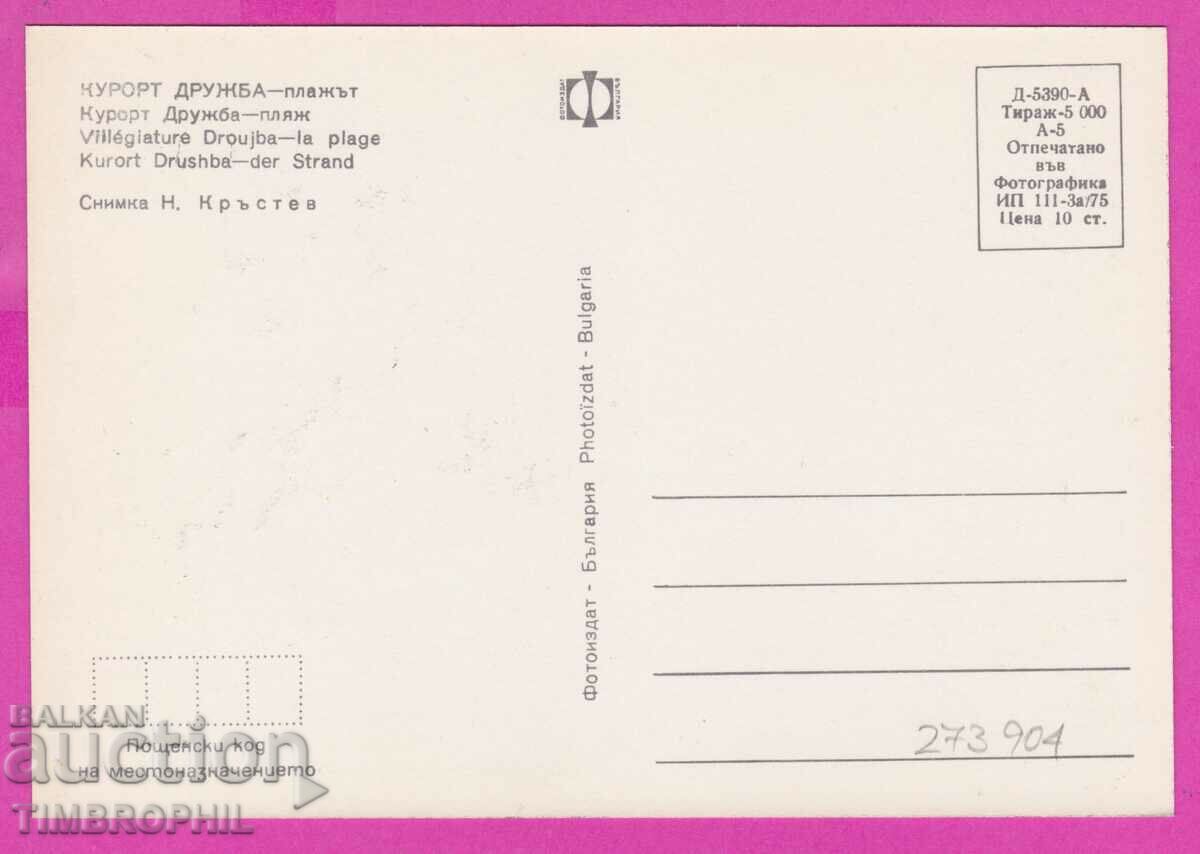 КУРОРТ ДРУЖБА—плажът
Курорт Дружба—пляж
Villégiature Droujba—la plage
Kurort Drushba—der Strand
Снимка Н. Кръстев
ФОТОИЗДАТ
БЪЛГАРИЯ
Д-5390-А
Тираж-5 000
А-5
Отпечатано
във
Фотографика
ИП 111-3а/75
Цена 10 ст.
Фотоиздат - България Photoïzdat - Bulgaria
273 904
Пощенски код
на местоназначението
BALKAN
auction
TIMBROPHIL